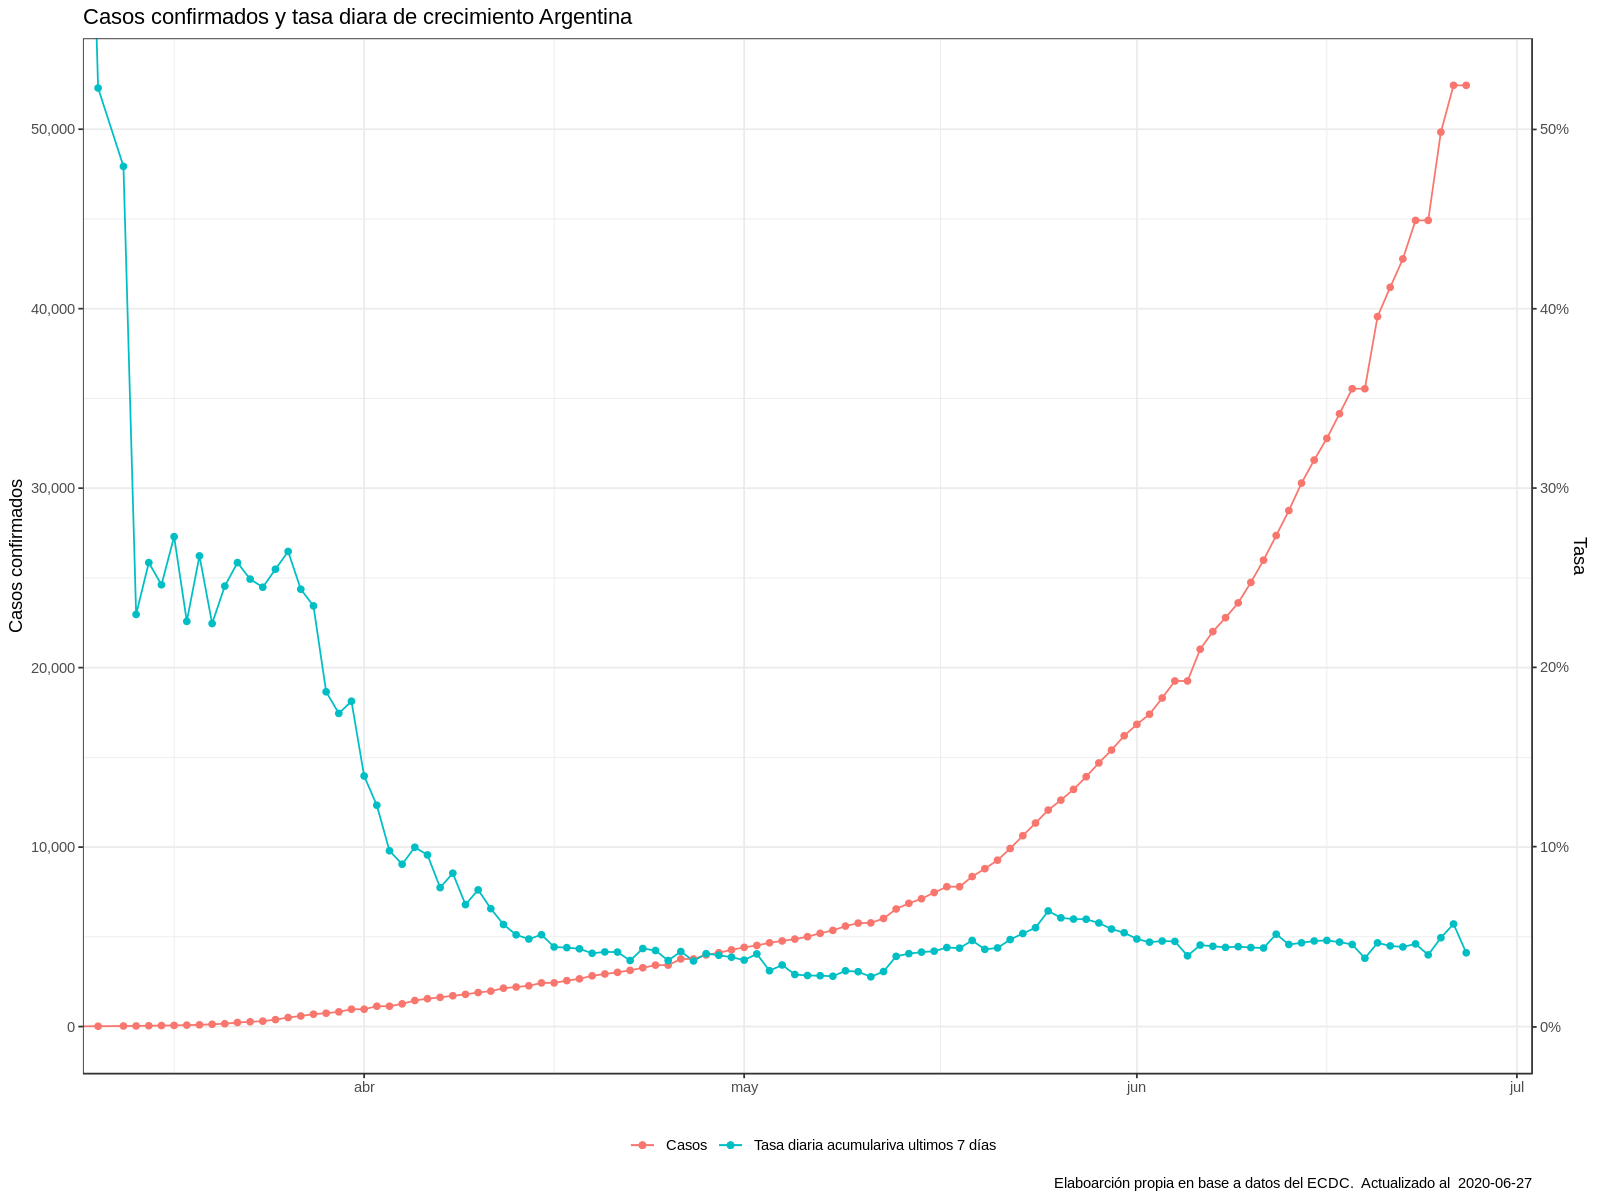 Casos confirmados y tasa diara de crecimiento Argentina
50,000
40,000
30,000
20,000
10,000
0
Casos confirmados
50%
40%
30%
20%
10%
0%
Tasa
abr
may
jun
jul
Casos
Tasa diaria acumulariva ultimos 7 días
Elaboarción propia en base a datos del ECDC.  Actualizado al  2020-06-27